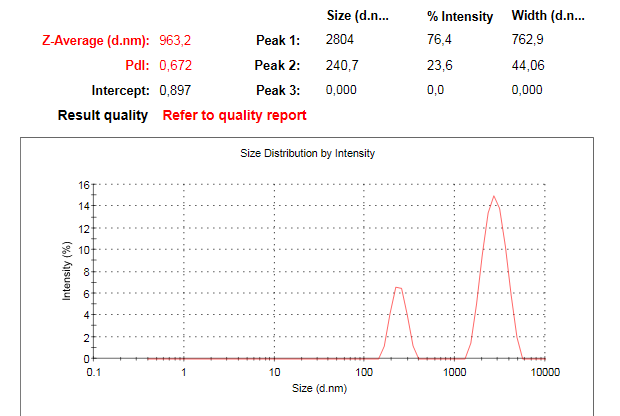 Size (d.n... % Intensity Width (d.n...
Z-Average (d.nm): 963,2 Peak 1: 2804 76,4 762,9
PdI: 0,672 Peak 2: 240,7 23,6 44,06
Intercept: 0,897 Peak 3: 0,000 0,0 0,000
Result quality Refer to quality report
Size Distribution by Intensity
16
14
12
10
8
6
4
2
0
Intensity (%)
0.1 1 10 100 1000 10000
Size (d.nm)